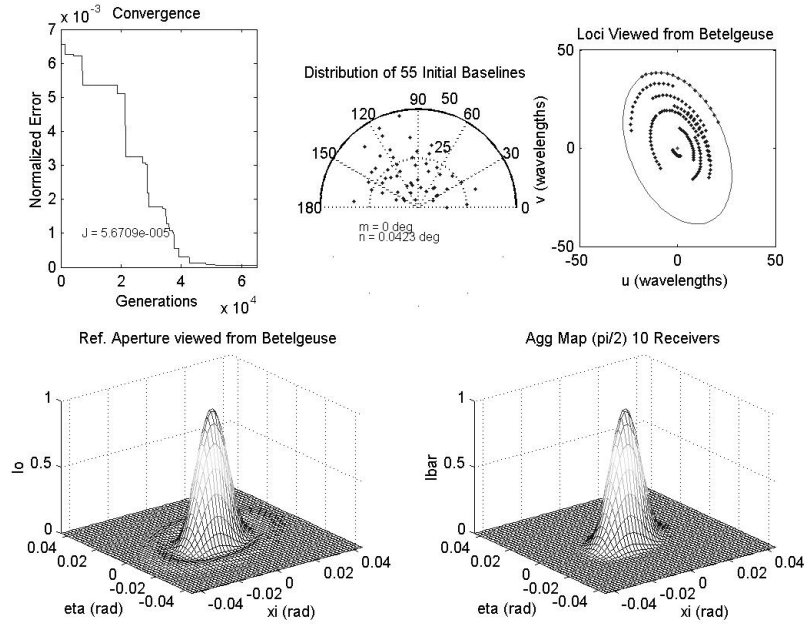 x 10^-3
Convergence
7
6
5
4
3
2
1
0
Normalized Error
J = 5.6709e-005
0
2
4
6
Generations
x 10^4
Distribution of 55 Initial Baselines
90
50
120
60
150
25
30
180
0
m = 0 deg
n = 0.0423 deg
Loci Viewed from Betelgeuse
50
0
-50
v (wavelengths)
-50
0
50
u (wavelengths)
Ref. Aperture viewed from Betelgeuse
1
0.5
0
Io
0.04
0.02
0
-0.02
-0.04
eta (rad)
-0.04
-0.02
0
0.02
0.04
xi (rad)
Agg Map (pi/2) 10 Receivers
1
0.5
0
Ibar
0.04
0.02
0
-0.02
-0.04
eta (rad)
-0.04
-0.02
0
0.02
0.04
xi (rad)